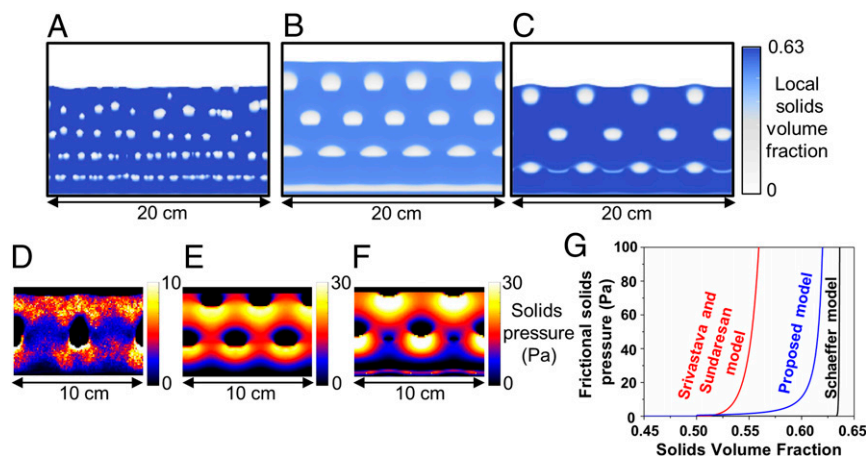 A
B
C
0.63
Local
solids
volume
fraction
0
20 cm
20 cm
20 cm
D
10
0
E
30
0
F
30
0
Solids
pressure
(Pa)
10 cm
10 cm
10 cm
G
Frictional solids
pressure (Pa)
100
80
60
40
20
0
Srivastava and
Sundaresan
model
Proposed model
Schaeffer model
0.45
0.50
0.55
0.60
0.65
Solids Volume Fraction